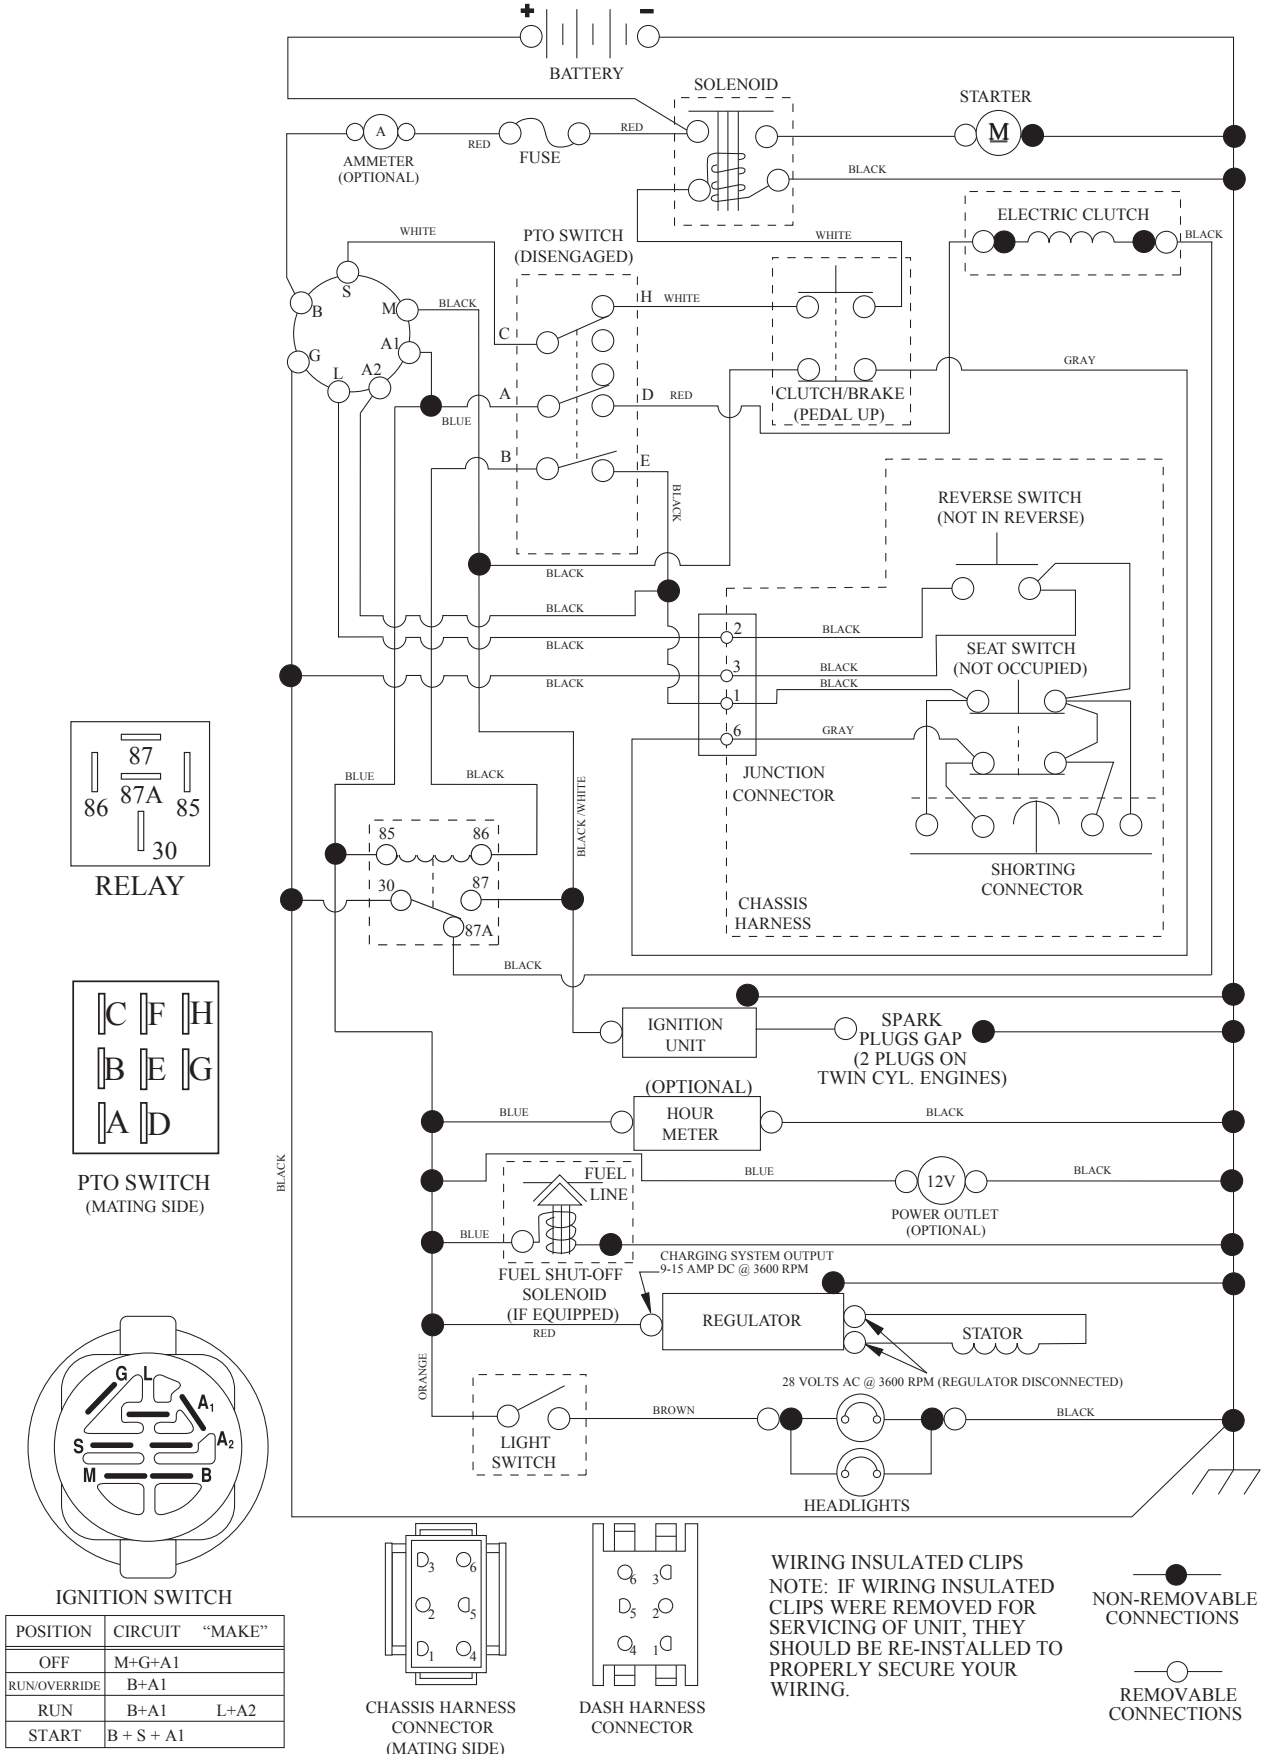 + −
BATTERY
SOLENOID
STARTER
M
A
AMMETER
(OPTIONAL)
RED
FUSE
RED
BLACK
ELECTRIC CLUTCH
BLACK
WHITE
PTO SWITCH
(DISENGAGED)
WHITE
S
B
M
BLACK
H WHITE
C
A1
G
L
A2
GRAY
A
BLUE
D RED
CLUTCH/BRAKE
(PEDAL UP)
B
E
BLACK
REVERSE SWITCH
(NOT IN REVERSE)
BLACK
BLACK
BLACK
2
BLACK
SEAT SWITCH
(NOT OCCUPIED)
3
BLACK
BLACK
BLACK
1
6
GRAY
87
86
87A
85
30
RELAY
BLUE
BLACK
BLACK /WHITE
JUNCTION
CONNECTOR
85
86
30
87
87A
SHORTING
CONNECTOR
CHASSIS
HARNESS
BLACK
C F H
B E G
A D
PTO SWITCH
(MATING SIDE)
IGNITION
UNIT
SPARK
PLUGS GAP
(2 PLUGS ON
TWIN CYL. ENGINES)
(OPTIONAL)
BLUE
HOUR
METER
BLACK
BLACK
FUEL
LINE
BLUE
12V
BLACK
POWER OUTLET
(OPTIONAL)
BLUE
FUEL SHUT-OFF
SOLENOID
(IF EQUIPPED)
CHARGING SYSTEM OUTPUT
9-15 AMP DC @ 3600 RPM
RED
REGULATOR
STATOR
28 VOLTS AC @ 3600 RPM (REGULATOR DISCONNECTED)
ORANGE
LIGHT
SWITCH
BROWN
BLACK
HEADLIGHTS
G L
A1
S
A2
M
B
IGNITION SWITCH
POSITION CIRCUIT “MAKE”
OFF M+G+A1
RUN/OVERRIDE B+A1
RUN B+A1 L+A2
START B + S + A1
3 6
2 5
1 4
CHASSIS HARNESS
CONNECTOR
(MATING SIDE)
6 3
5 2
4 1
DASH HARNESS
CONNECTOR
WIRING INSULATED CLIPS
NOTE: IF WIRING INSULATED
CLIPS WERE REMOVED FOR
SERVICING OF UNIT, THEY
SHOULD BE RE-INSTALLED TO
PROPERLY SECURE YOUR
WIRING.
NON-REMOVABLE
CONNECTIONS
REMOVABLE
CONNECTIONS